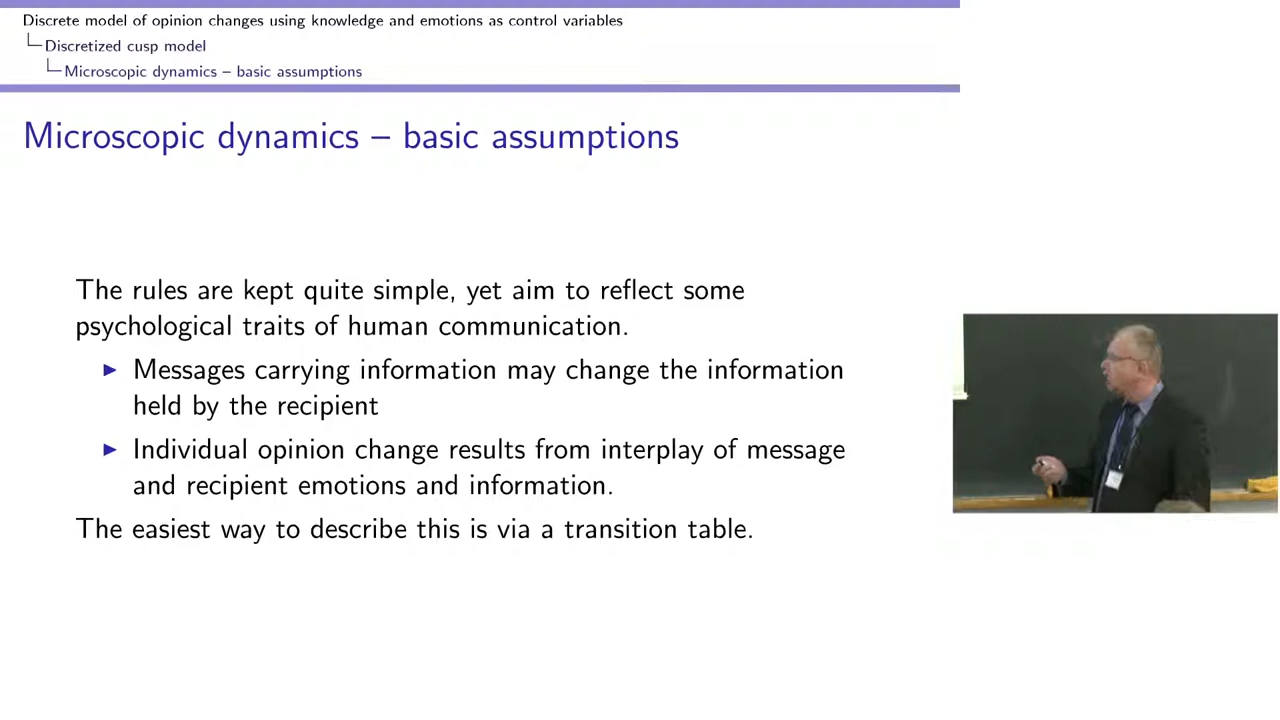 Discrete model of opinion changes using knowledge and emotions as control variables
Discretized cusp model
Microscopic dynamics – basic assumptions
Microscopic dynamics – basic assumptions
The rules are kept quite simple, yet aim to reflect some
psychological traits of human communication.
Messages carrying information may change the information
held by the recipient
Individual opinion change results from interplay of message
and recipient emotions and information.
The easiest way to describe this is via a transition table.